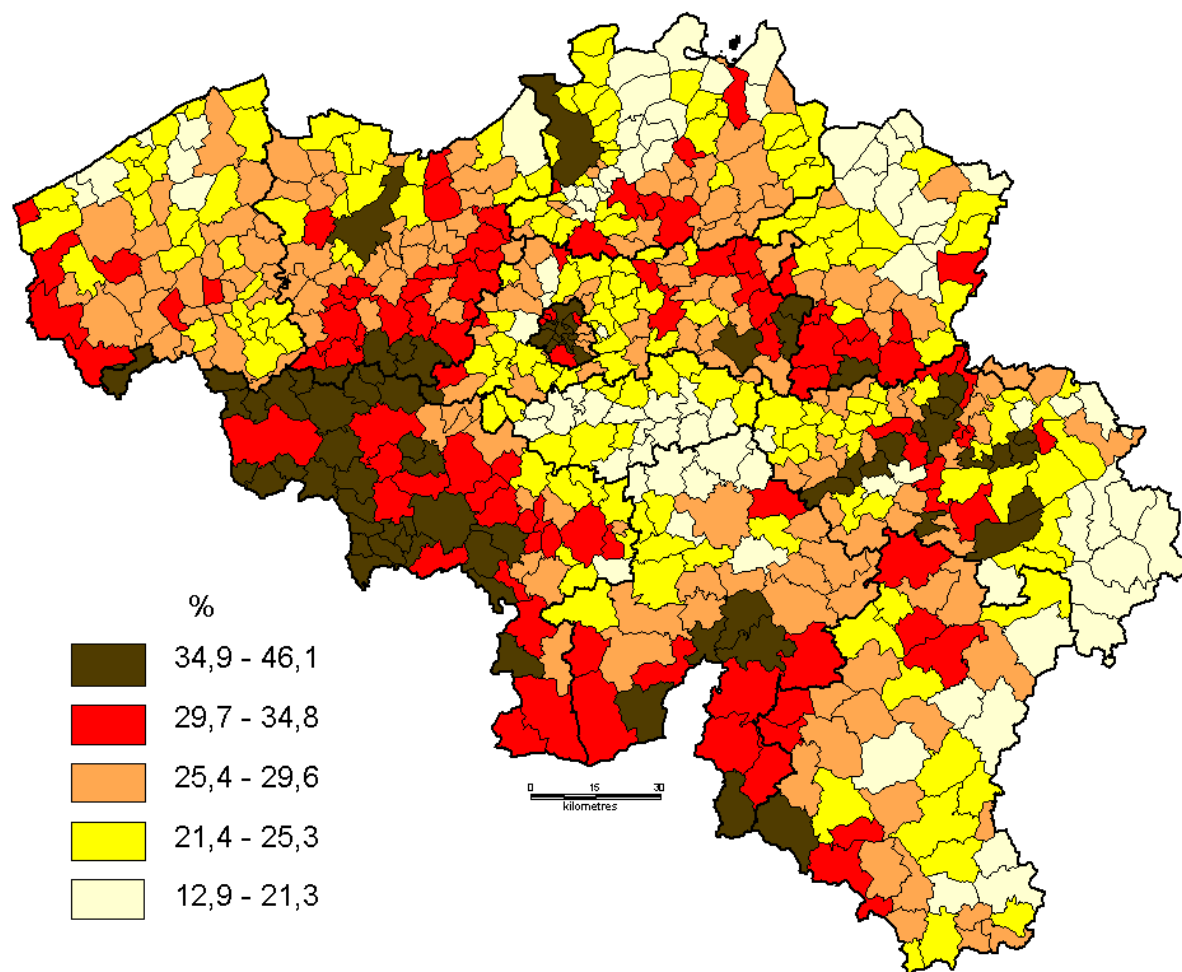 %
34,9 - 46,1
29,7 - 34,8
25,4 - 29,6
21,4 - 25,3
12,9 - 21,3
0 15 30
kilometres